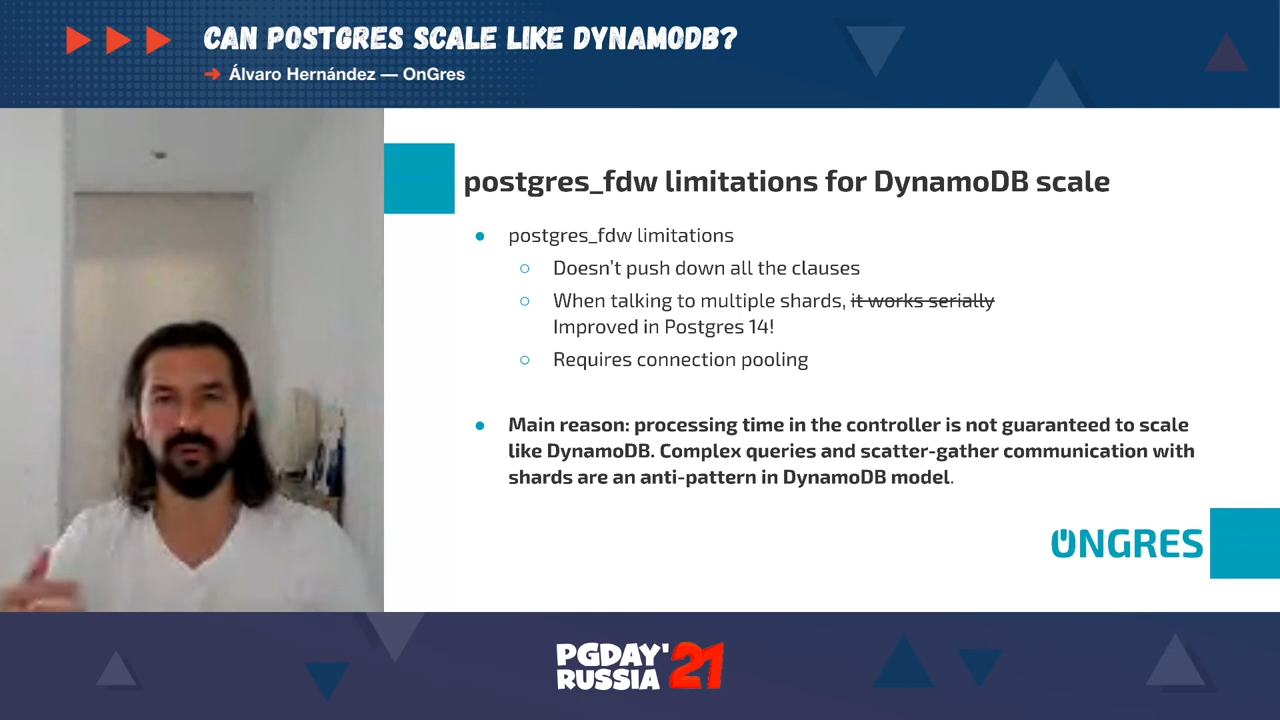 CAN POSTGRES SCALE LIKE DYNAMODB?
Álvaro Hernández — OnGres
postgres_fdw limitations for DynamoDB scale
postgres_fdw limitations
Doesn't push down all the clauses
When talking to multiple shards, it works serially
Improved in Postgres 14!
Requires connection pooling
Main reason: processing time in the controller is not guaranteed to scale
like DynamoDB. Complex queries and scatter-gather communication with
shards are an anti-pattern in DynamoDB model.
ONGRES
PGDAY'
RUSSIA
21